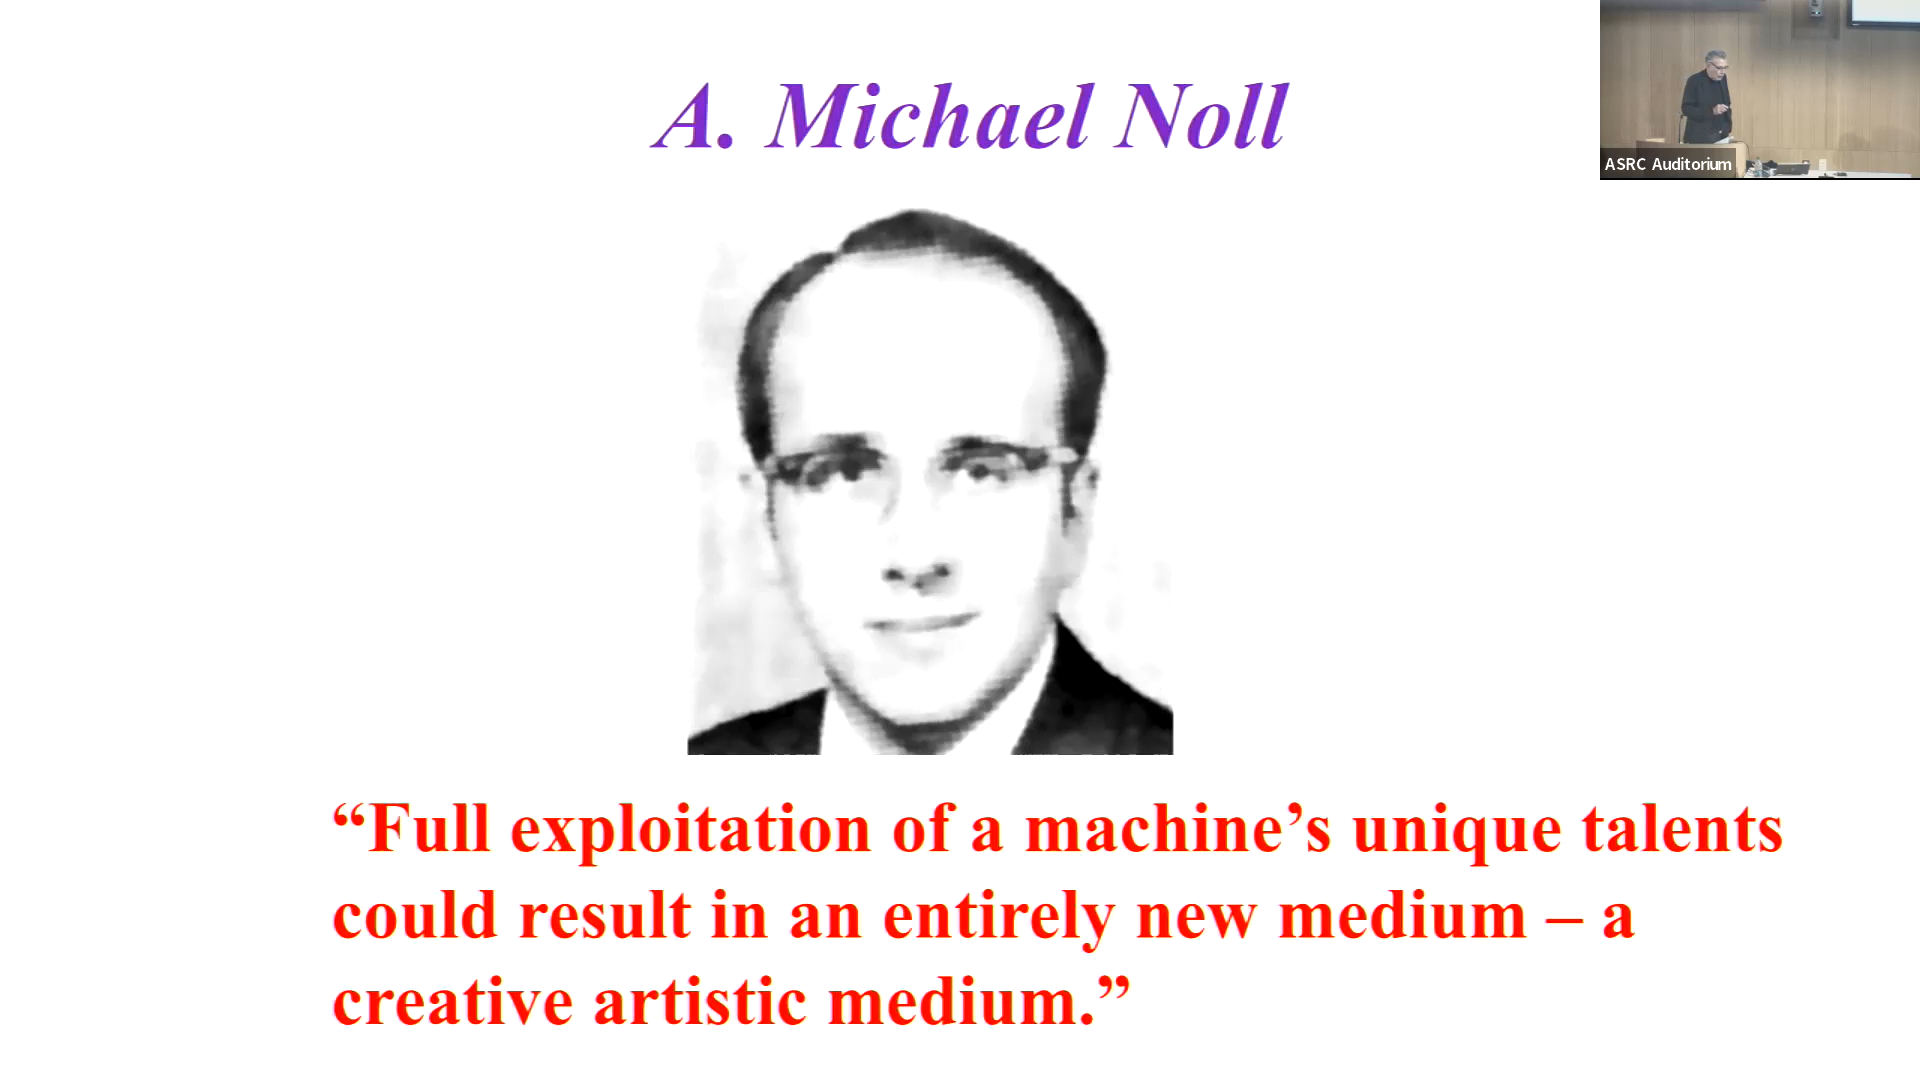 A. Michael Noll
ASRC Auditorium
“Full exploitation of a machine’s unique talents
could result in an entirely new medium – a
creative artistic medium.”